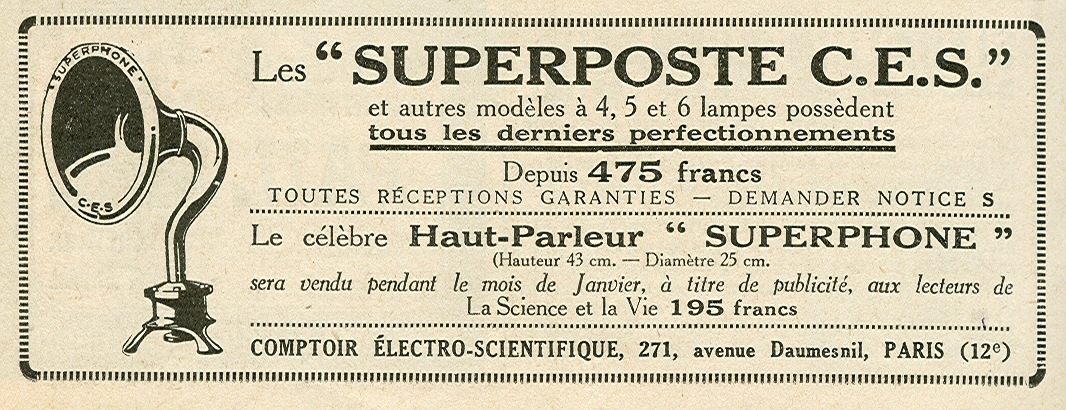 SUPERPHONE
C-E-S
Les “SUPERPOSTE C.E.S.”
et autres modèles à 4, 5 et 6 lampes possèdent
tous les derniers perfectionnements
Depuis 475 francs
TOUTES RÉCEPTIONS GARANTIES — DEMANDER NOTICE S
Le célèbre Haut-Parleur “ SUPERPHONE ”
(Hauteur 43 cm. — Diamètre 25 cm.
sera vendu pendant le mois de Janvier, à titre de publicité, aux lecteurs de
La Science et la Vie 195 francs
COMPTOIR ÉLECTRO-SCIENTIFIQUE, 271, avenue Daumesnil, PARIS (12e)